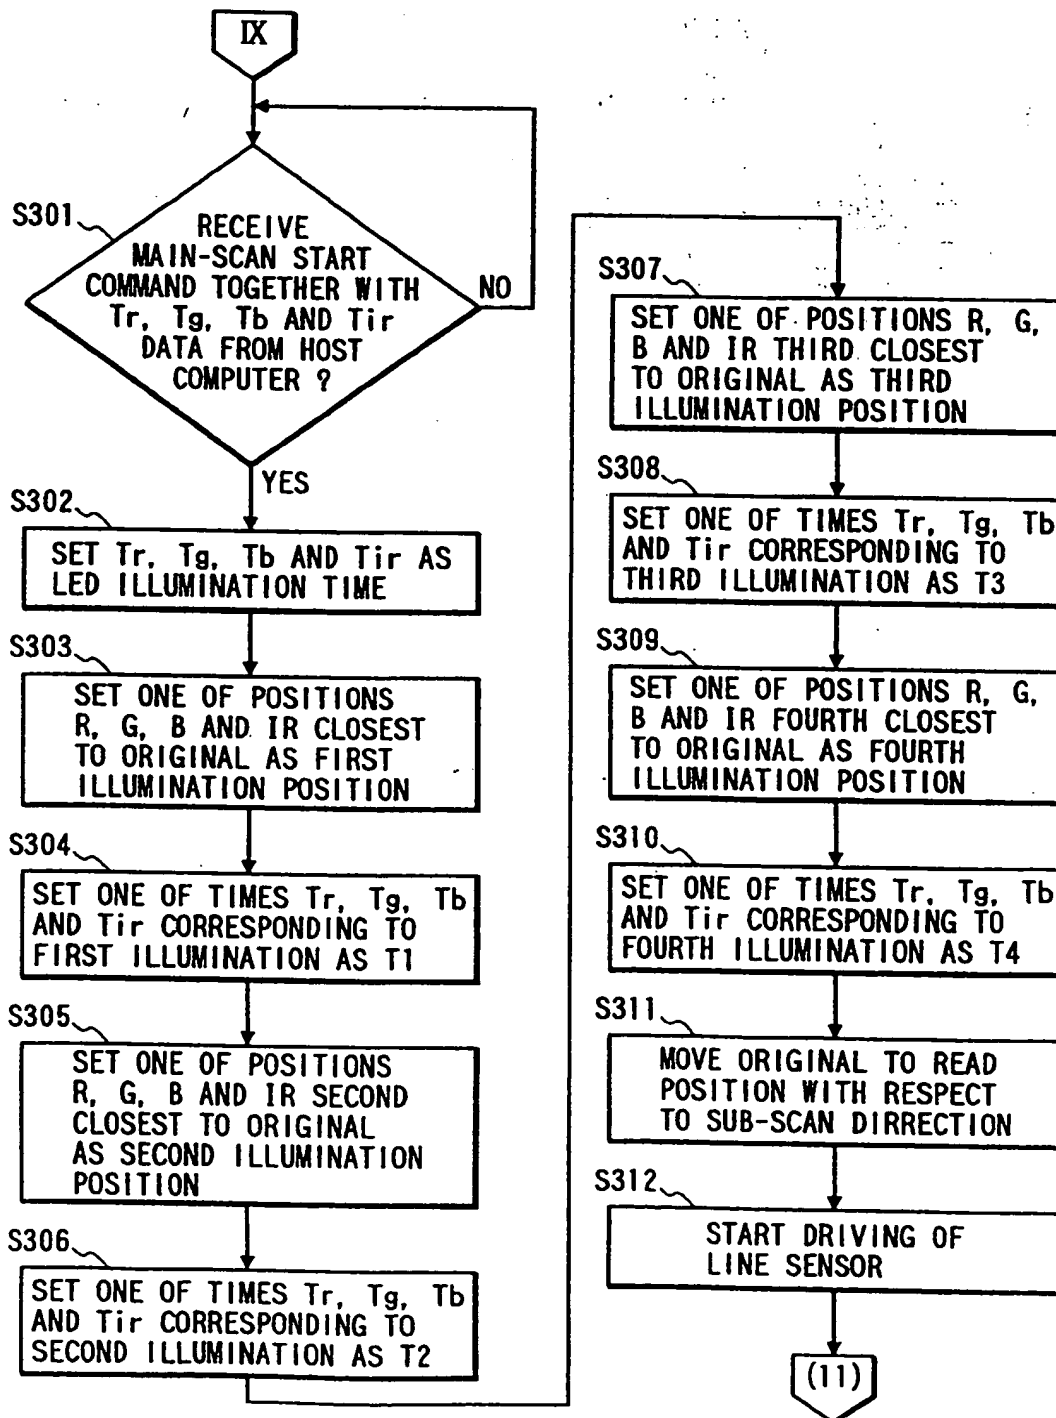 IX
S301
RECEIVE
MAIN-SCAN START
COMMAND TOGETHER WITH
Tr, Tg, Tb AND Tir
DATA FROM HOST
COMPUTER ?
NO
YES
S302
SET Tr, Tg, Tb AND Tir AS
LED ILLUMINATION TIME
S303
SET ONE OF POSITIONS
R, G, B AND IR CLOSEST
TO ORIGINAL AS FIRST
ILLUMINATION POSITION
S304
SET ONE OF TIMES Tr, Tg, Tb
AND Tir CORRESPONDING TO
FIRST ILLUMINATION AS T1
S305
SET ONE OF POSITIONS
R, G, B AND IR SECOND
CLOSEST TO ORIGINAL
AS SECOND ILLUMINATION
POSITION
S306
SET ONE OF TIMES Tr, Tg, Tb
AND Tir CORRESPONDING TO
SECOND ILLUMINATION AS T2
S307
SET ONE OF POSITIONS R, G,
B AND IR THIRD CLOSEST
TO ORIGINAL AS THIRD
ILLUMINATION POSITION
S308
SET ONE OF TIMES Tr, Tg, Tb
AND Tir CORRESPONDING TO
THIRD ILLUMINATION AS T3
S309
SET ONE OF POSITIONS R, G,
B AND IR FOURTH CLOSEST
TO ORIGINAL AS FOURTH
ILLUMINATION POSITION
S310
SET ONE OF TIMES Tr, Tg, Tb
AND Tir CORRESPONDING TO
FOURTH ILLUMINATION AS T4
S311
MOVE ORIGINAL TO READ
POSITION WITH RESPECT
TO SUB-SCAN DIRRECTION
S312
START DRIVING OF
LINE SENSOR
(11)